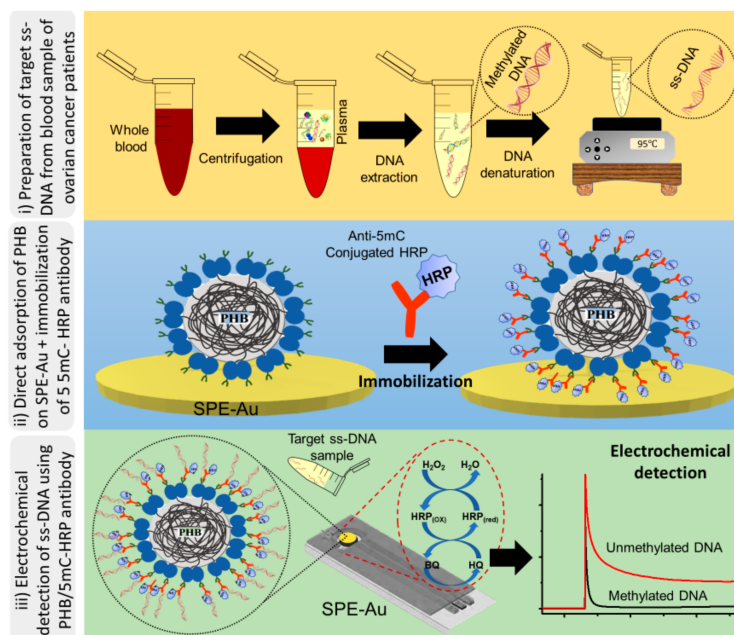 i) Preparation of target ss-
DNA from blood sample of
ovarian cancer patients
Whole
blood
Centrifugation
Plasma
DNA
extraction
Methylated
DNA
DNA
denaturation
ss-DNA
95°C
ii) Direct adsorption of PHB
on SPE-Au + immobilization
of 5 5mC- HRP antibody
PHB
SPE-Au
Anti-5mC
Conjugated HRP
HRP
Immobilization
PHB
iii) Electrochemical
detection of ss-DNA using
PHB/5mC-HRP antibody
PHB
Target ss-DNA
sample
SPE-Au
H2O2
H2O
HRP(OX)
HRP(red)
BQ
HQ
Electrochemical
detection
Unmethylated DNA
Methylated DNA